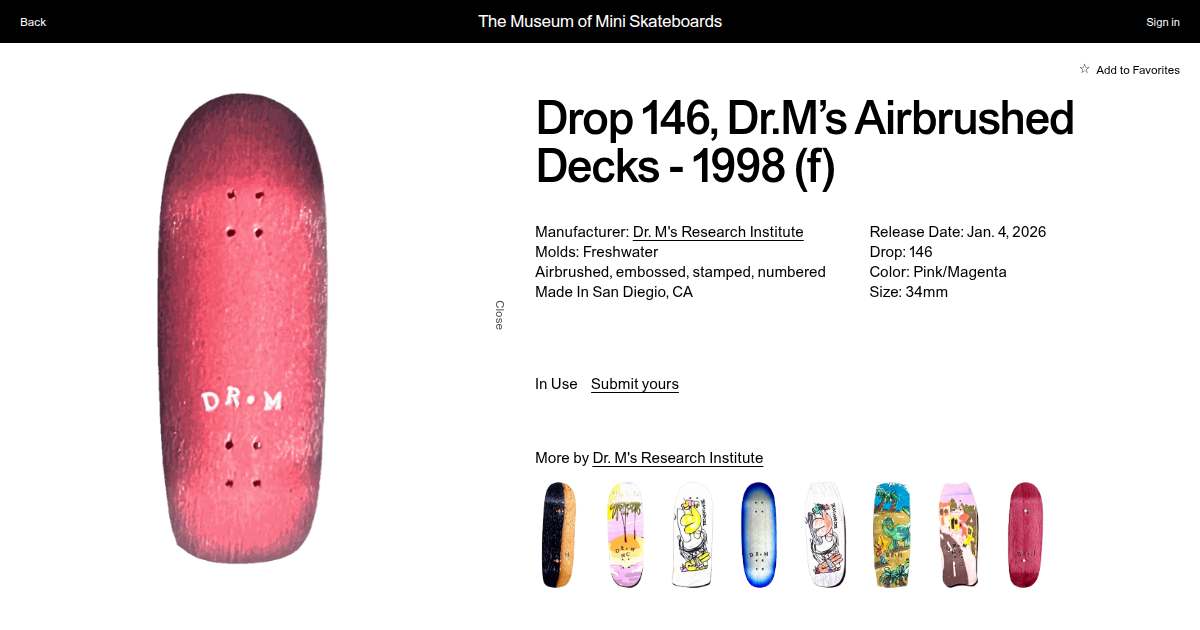 Back
The Museum of Mini Skateboards
Sign in
☆ Add to Favorites
Drop 146, Dr.M’s Airbrushed
Decks - 1998 (f)
Manufacturer: Dr. M's Research Institute
Molds: Freshwater
Airbrushed, embossed, stamped, numbered
Made In San Diegio, CA
Release Date: Jan. 4, 2026
Drop: 146
Color: Pink/Magenta
Size: 34mm
DR•M
Close
In Use Submit yours
More by Dr. M's Research Institute